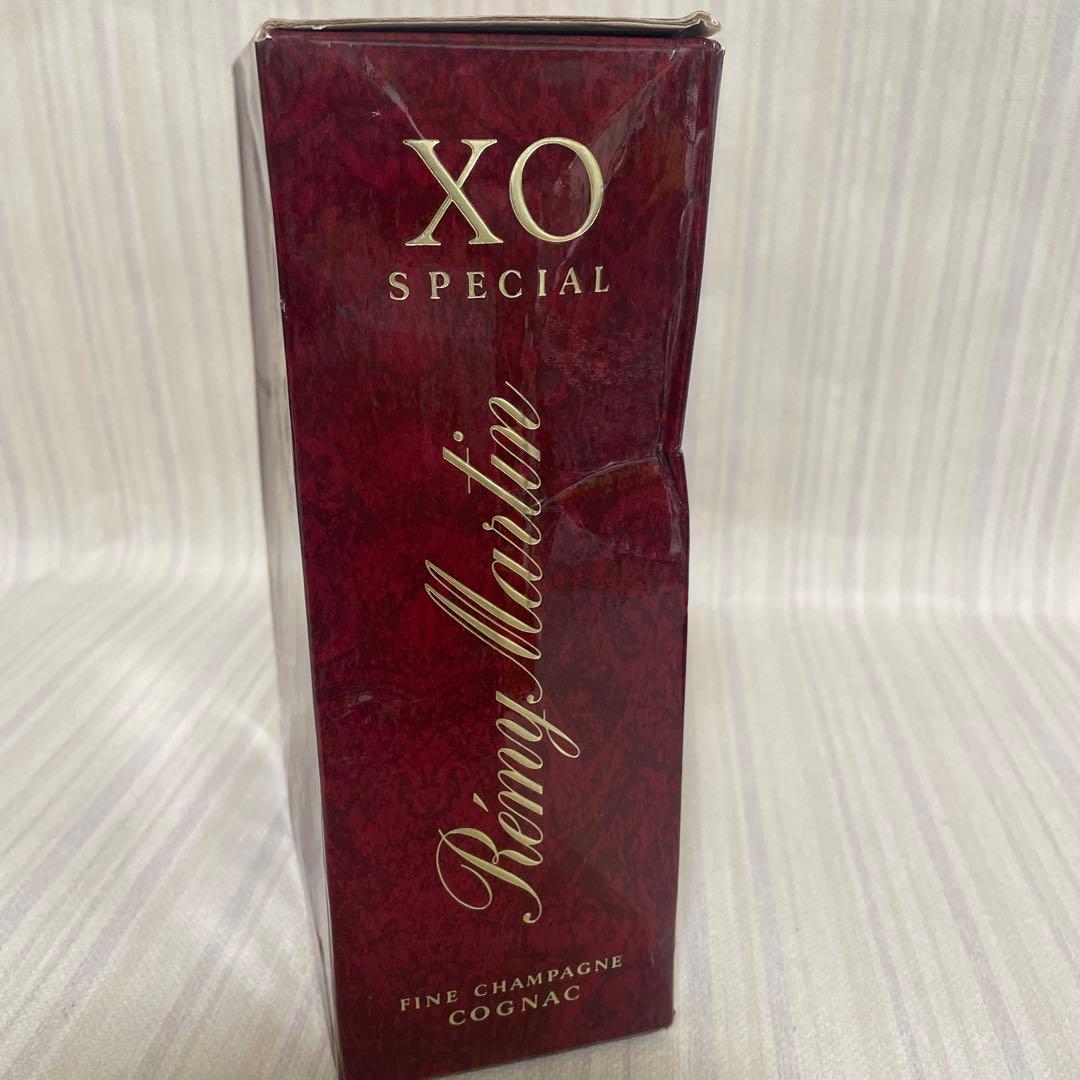 XO
SPECIAL
Rémy Martin
FINE CHAMPAGNE
COGNAC